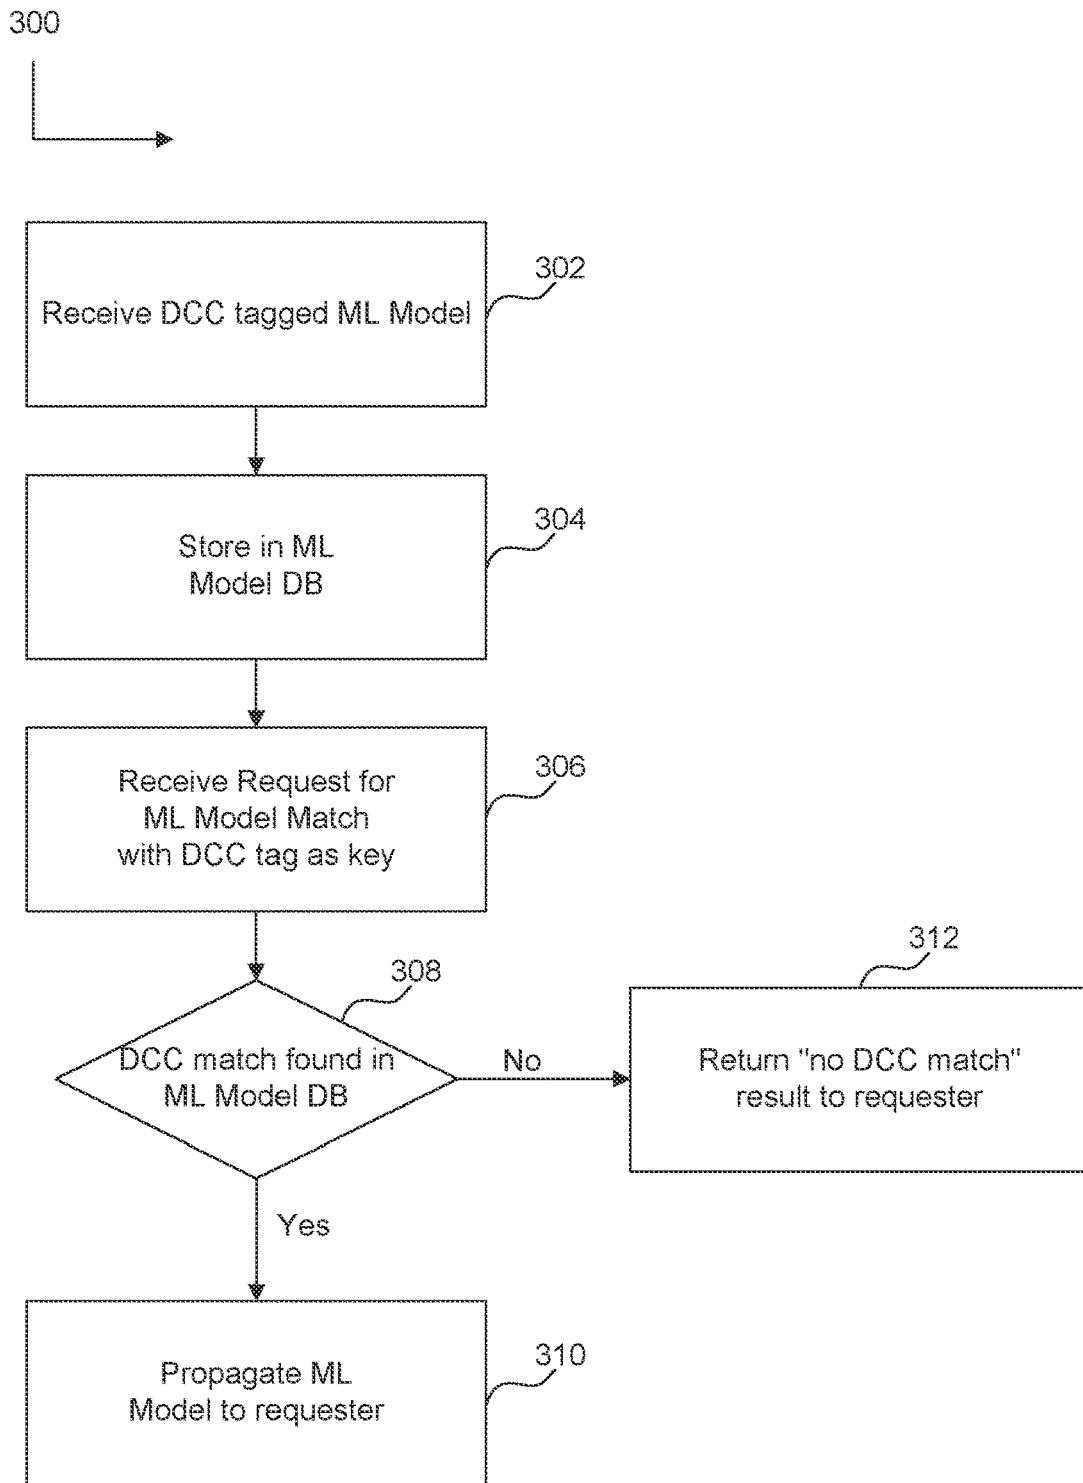 300
302
Receive DCC tagged ML Model
304
Store in ML
Model DB
306
Receive Request for
ML Model Match
with DCC tag as key
308
DCC match found in
ML Model DB
No
312
Return "no DCC match"
result to requester
Yes
310
Propagate ML
Model to requester